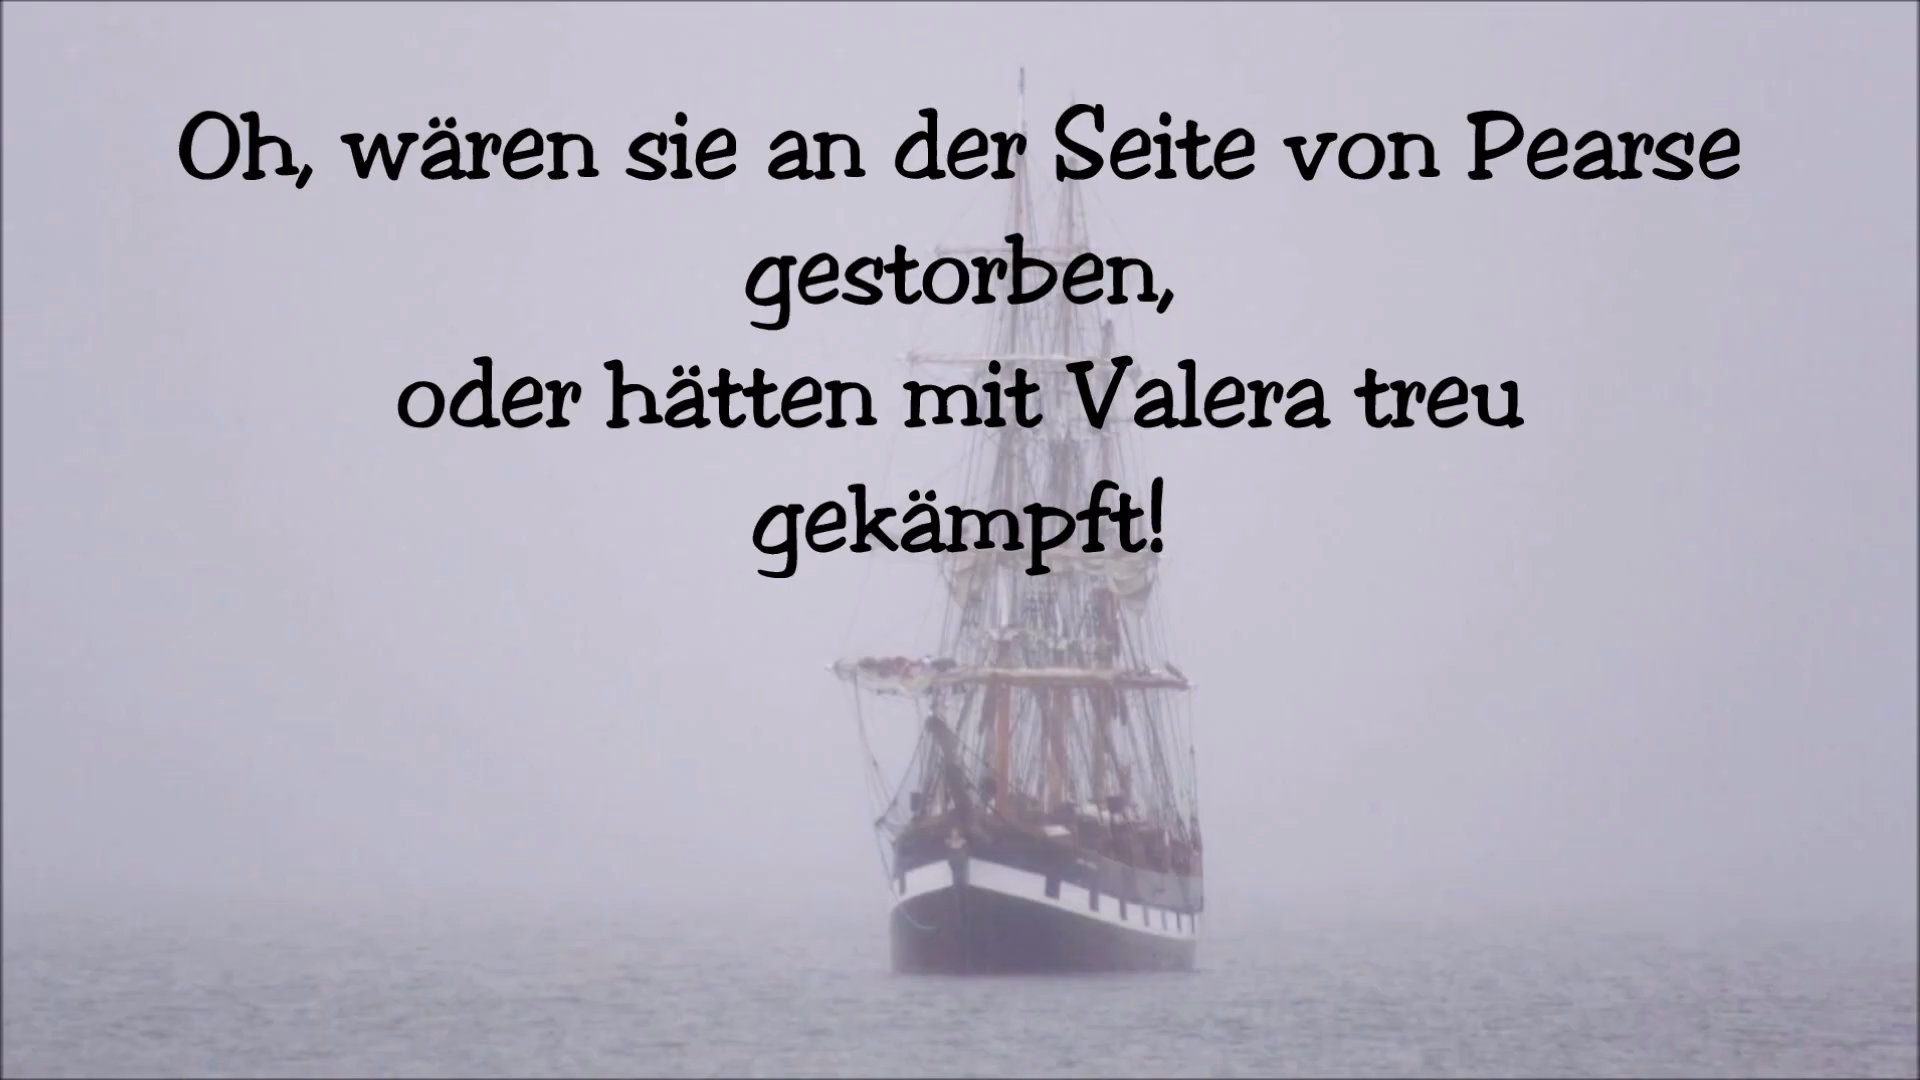 Oh, wären sie an der Seite von Pearse
gestorben,
oder hätten mit Valera treu
gekämpft!